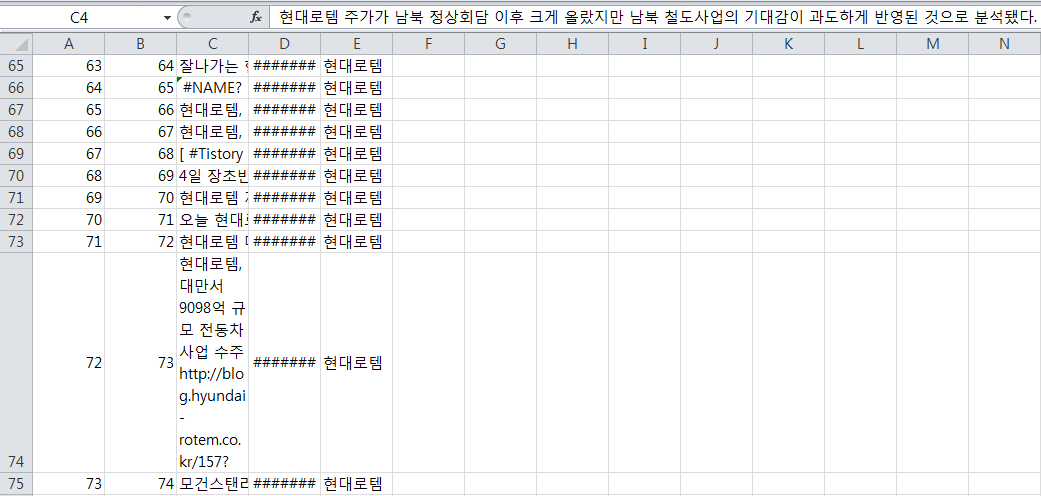 C4 fx 현대로템 주가가 남북 정상회담 이후 크게 올랐지만 남북 철도사업의 기대감이 과도하게 반영된 것으로 분석됐다.
A B C D E F G H I J K L M N
65 63 64 잘나가는 ####### 현대로템
66 64 65 #NAME? ####### 현대로템
67 65 66 현대로템, ####### 현대로템
68 66 67 현대로템, ####### 현대로템
69 67 68 [ #Tistory ####### 현대로템
70 68 69 4일 장초반 ####### 현대로템
71 69 70 현대로템 ####### 현대로템
72 70 71 오늘 현대로 ####### 현대로템
73 71 72 현대로템 ####### 현대로템
현대로템,
대만서
9098억 규
모 전동차
사업 수주
72 73 http://blo ####### 현대로템
g.hyundai
-
rotem.co.
74 kr/157?
75 73 74 모건스탠리 ####### 현대로템